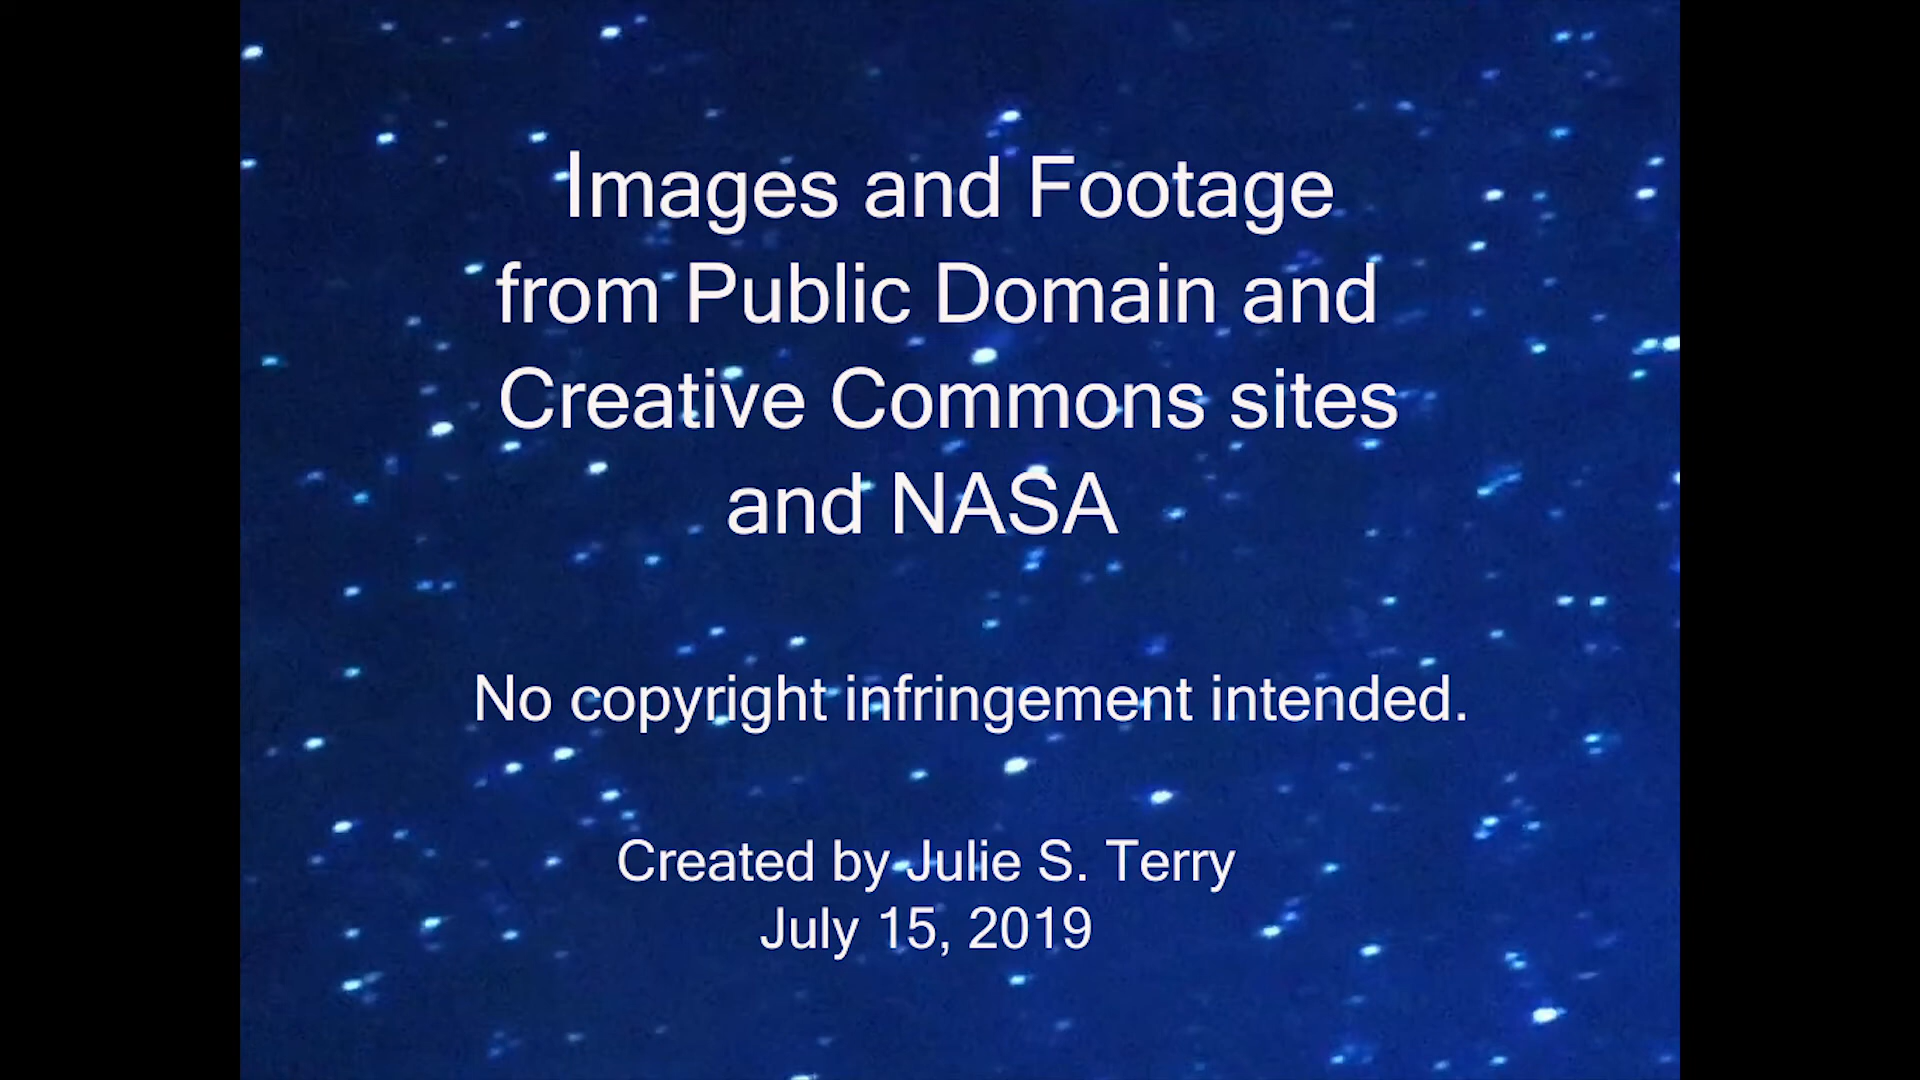 Images and Footage
from Public Domain and
Creative Commons sites
and NASA
No copyright infringement intended.
Created by Julie S. Terry
July 15, 2019